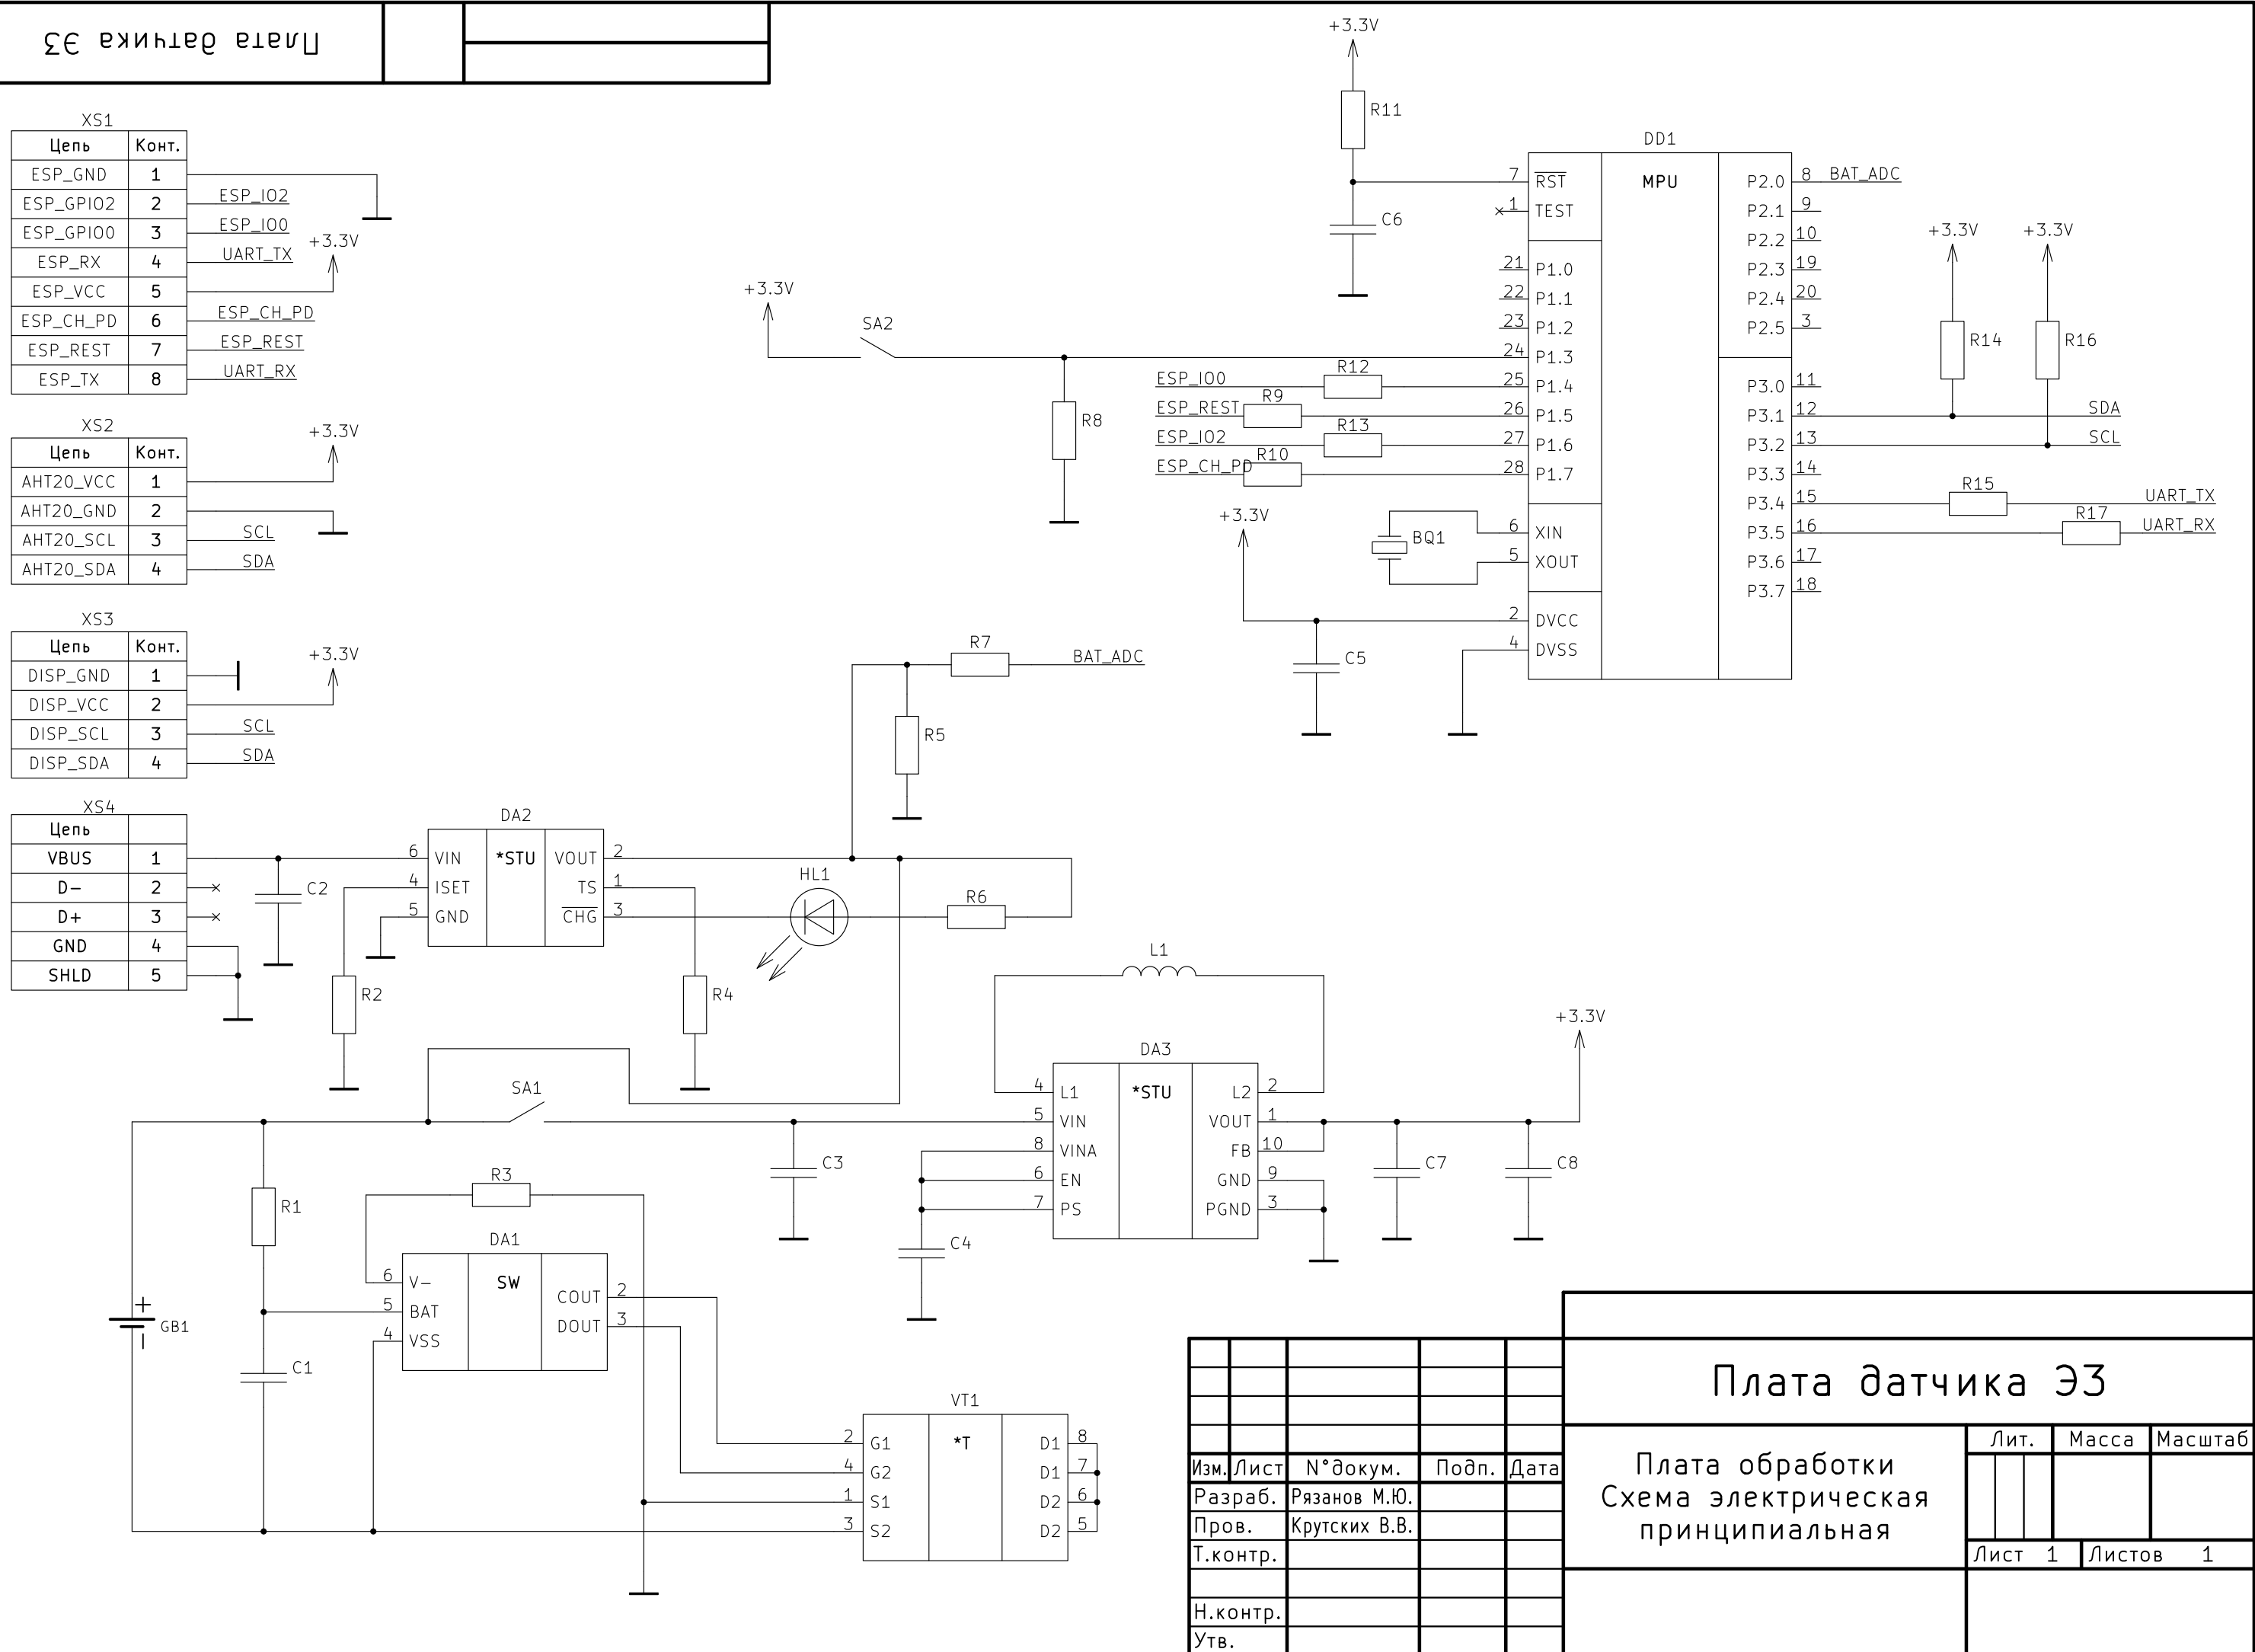 Плата датчика Э3
XS1
Цепь Конт.
ESP_GND 1
ESP_GPIO2 2 ESP_IO2
ESP_GPIO0 3 ESP_IO0
+3.3V
ESP_RX 4 UART_TX
ESP_VCC 5
ESP_CH_PD 6 ESP_CH_PD
ESP_REST 7 ESP_REST
ESP_TX 8 UART_RX
XS2
+3.3V
Цепь Конт.
AHT20_VCC 1
AHT20_GND 2
AHT20_SCL 3 SCL
AHT20_SDA 4 SDA
XS3
Цепь Конт.
+3.3V
DISP_GND 1
DISP_VCC 2
DISP_SCL 3 SCL
DISP_SDA 4 SDA
XS4
Цепь
VBUS 1
D- 2
D+ 3
GND 4
SHLD 5
C2
DA2
*STU
6 VIN VOUT 2
4 ISET TS 1
5 GND CHG 3
R2
R4
HL1
R6
R7 BAT_ADC
R5
+3.3V
SA2
R8
+3.3V
R11
C6
DD1
MPU
7 RST P2.0 8 BAT_ADC
1 TEST P2.1 9
P2.2 10
21 P1.0 P2.3 19
22 P1.1 P2.4 20
23 P1.2 P2.5 3
24 P1.3
ESP_IO0 R12 25 P1.4 P3.0 11
ESP_REST R9 26 P1.5 P3.1 12 SDA
ESP_IO2 R13 27 P1.6 P3.2 13 SCL
ESP_CH_PD R10 28 P1.7 P3.3 14
P3.4 15 R15 UART_TX
BQ1 6 XIN P3.5 16 R17 UART_RX
5 XOUT P3.6 17
P3.7 18
+3.3V
2 DVCC
4 DVSS
C5
+3.3V +3.3V
R14 R16
L1
DA3
*STU
+3.3V
4 L1 L2 2
5 VIN VOUT 1
8 VINA FB 10
6 EN GND 9
7 PS PGND 3
C3
C4
C7
C8
SA1
R1
R3
DA1
SW
6 V-
5 BAT COUT 2
4 VSS DOUT 3
+
GB1
−
C1
VT1
*T
2 G1 D1 8
4 G2 D1 7
1 S1 D2 6
3 S2 D2 5
Плата датчика Э3
Плата обработки
Схема электрическая
принципиальная
Лит. Масса Масштаб
Лист 1 Листов 1
Изм. Лист N°докум. Подп. Дата
Разраб. Рязанов М.Ю.
Пров. Крутских В.В.
Т.контр.
Н.контр.
Утв.